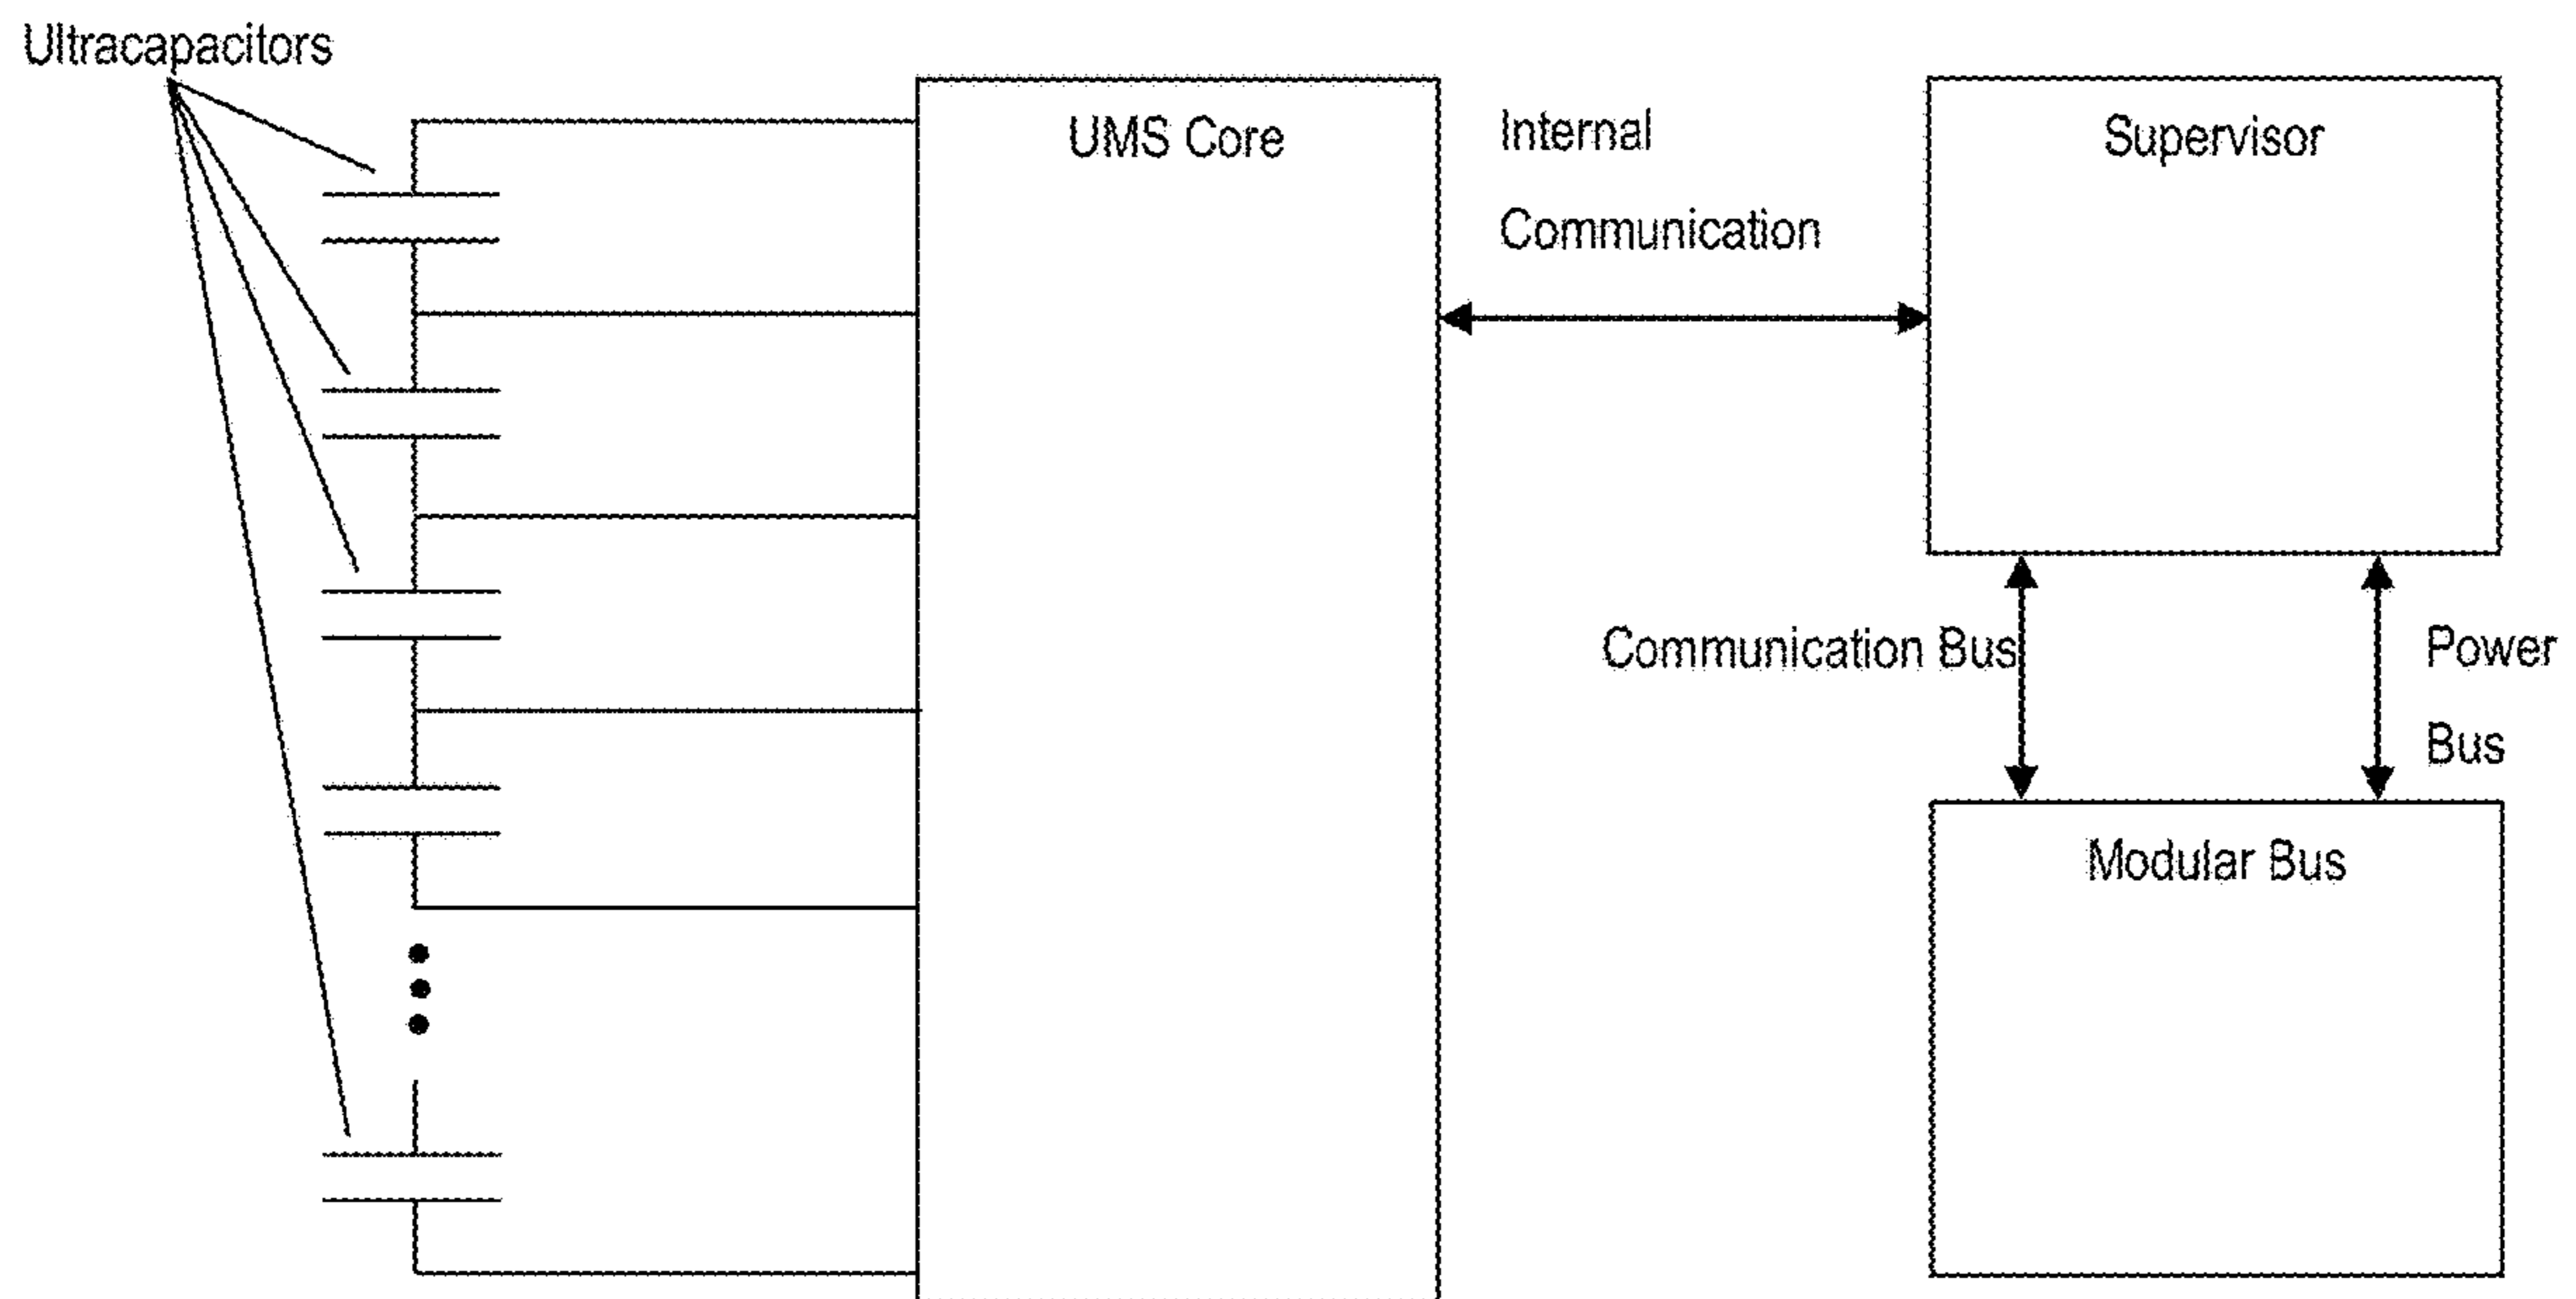 Ultracapacitors
UMS Core
Internal
Communication
Supervisor
Communication Bus
Power
Bus
Modular Bus